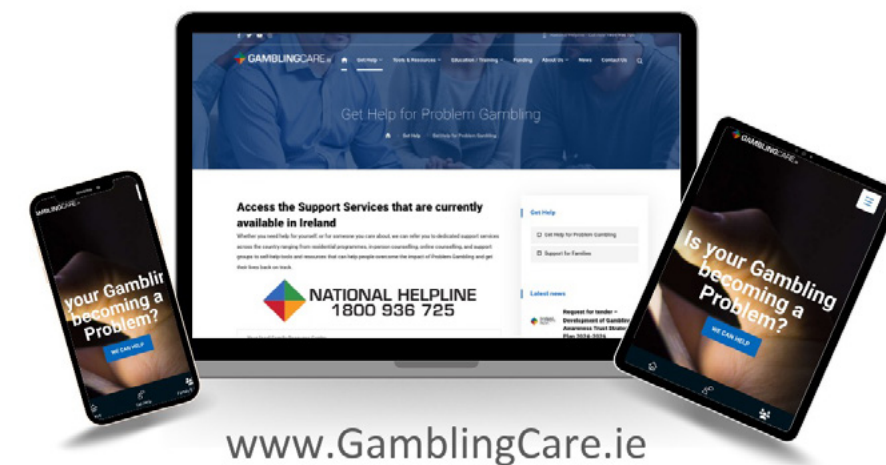 GAMBLINGCARE.ie
Get Help
Tools & Resources
Education / Training
Funding
About Us
News
Contact Us
Get Help for Problem Gambling
Get Help
Get Help for Problem Gambling
Access the Support Services that are currently
available in Ireland
Whether you need help for yourself, or for someone you care about, we can refer you to dedicated support services
across the country ranging from residential programmes, in-person counselling, online counselling, and support
groups to self-help tools and resources that can help people overcome the impact of Problem Gambling and get
their lives back on track.
NATIONAL HELPLINE
1800 936 725
Get Help
Get Help for Problem Gambling
Support for Families
Latest news
Request for tender –
Development of Gambling
Awareness Trust Strategic
Plan 2024-2026
your Gamblin
becoming a
Problem?
WE CAN HELP
GAMBLINGCARE.ie
Is your Gambling
becoming a
Problem?
WE CAN HELP
www.GamblingCare.ie